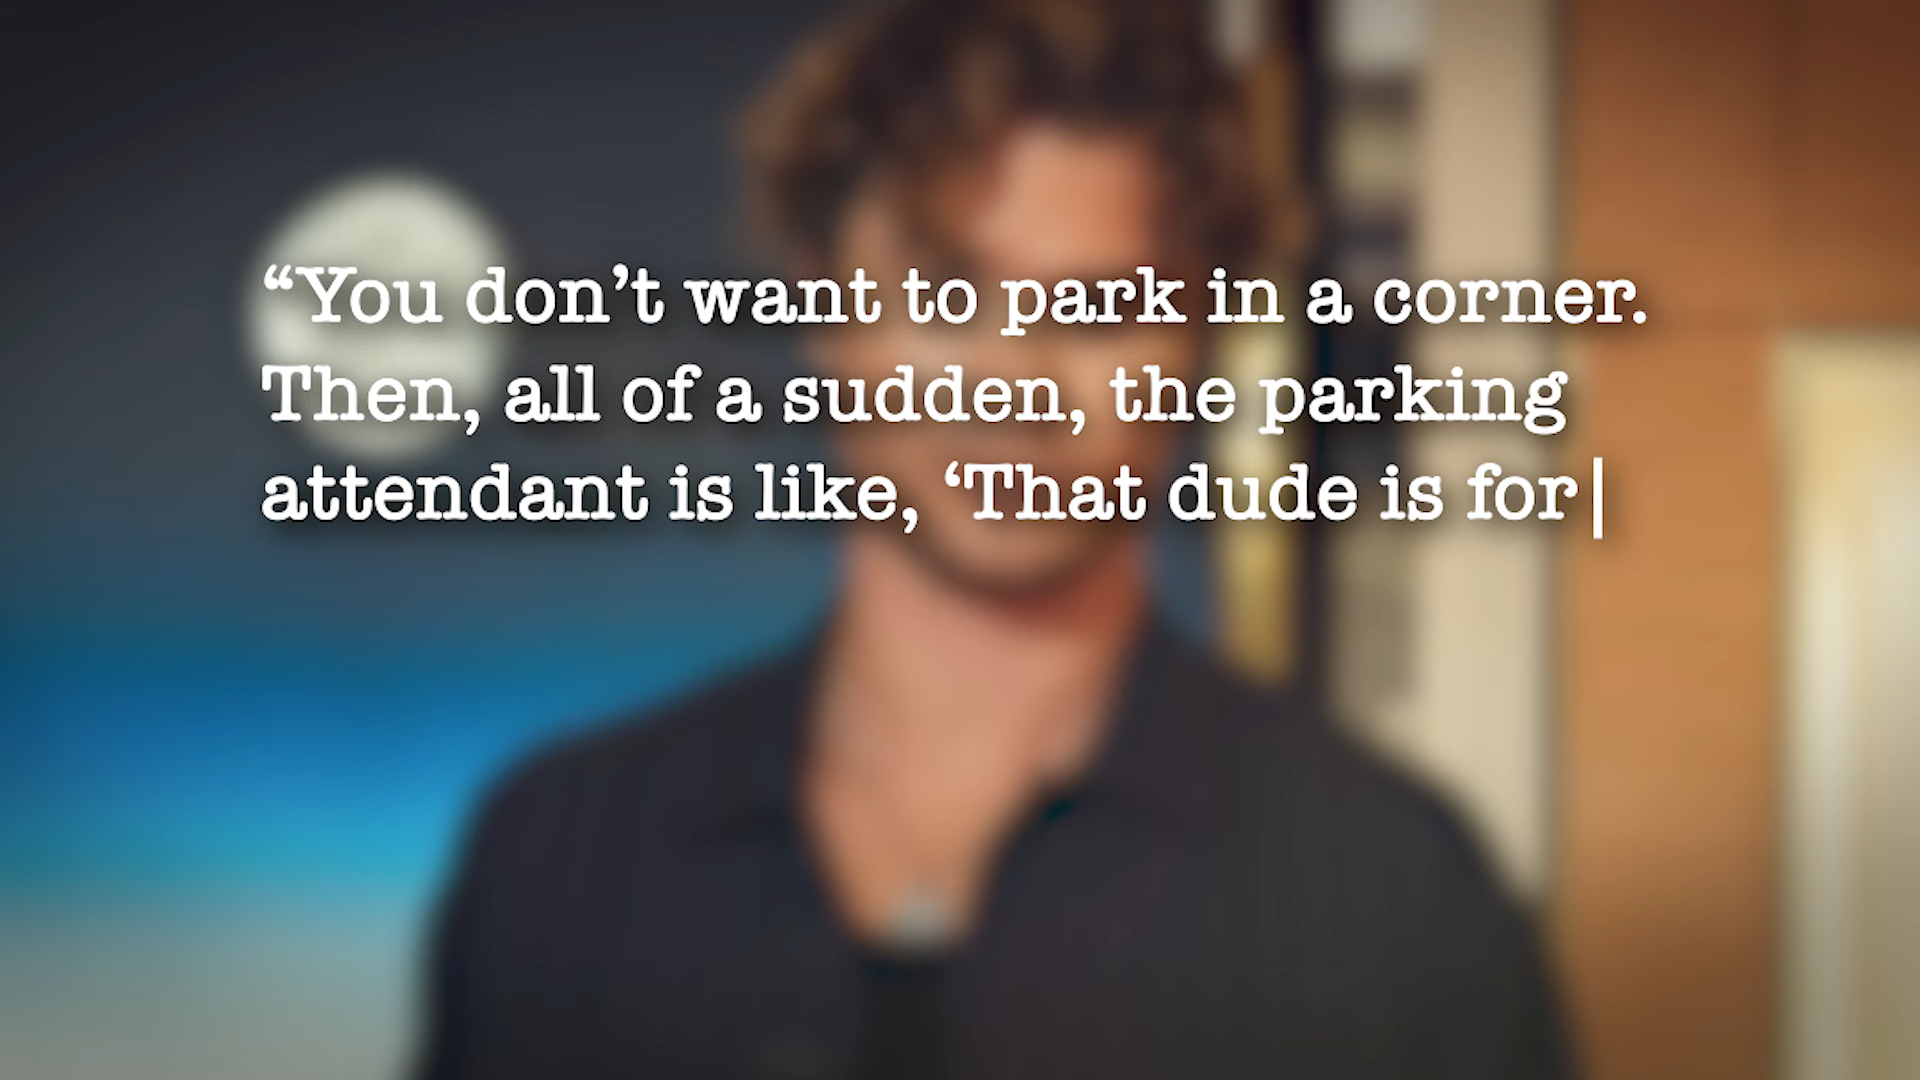 “You don’t want to park in a corner.
Then, all of a sudden, the parking
attendant is like, ‘That dude is for